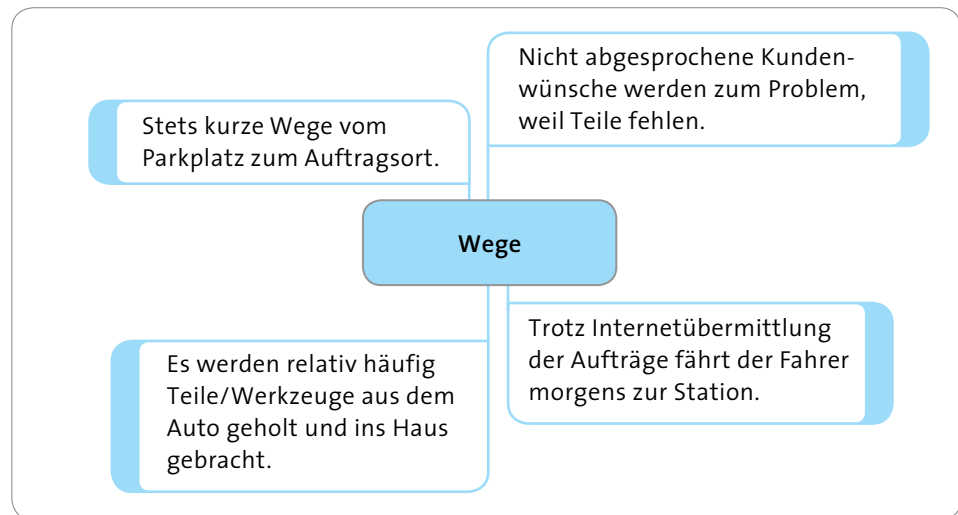 Nicht abgesprochene Kunden-
wünsche werden zum Problem,
weil Teile fehlen.
Stets kurze Wege vom
Parkplatz zum Auftragsort.
Wege
Trotz Internetübermittlung
der Aufträge fährt der Fahrer
morgens zur Station.
Es werden relativ häufig
Teile/Werkzeuge aus dem
Auto geholt und ins Haus
gebracht.